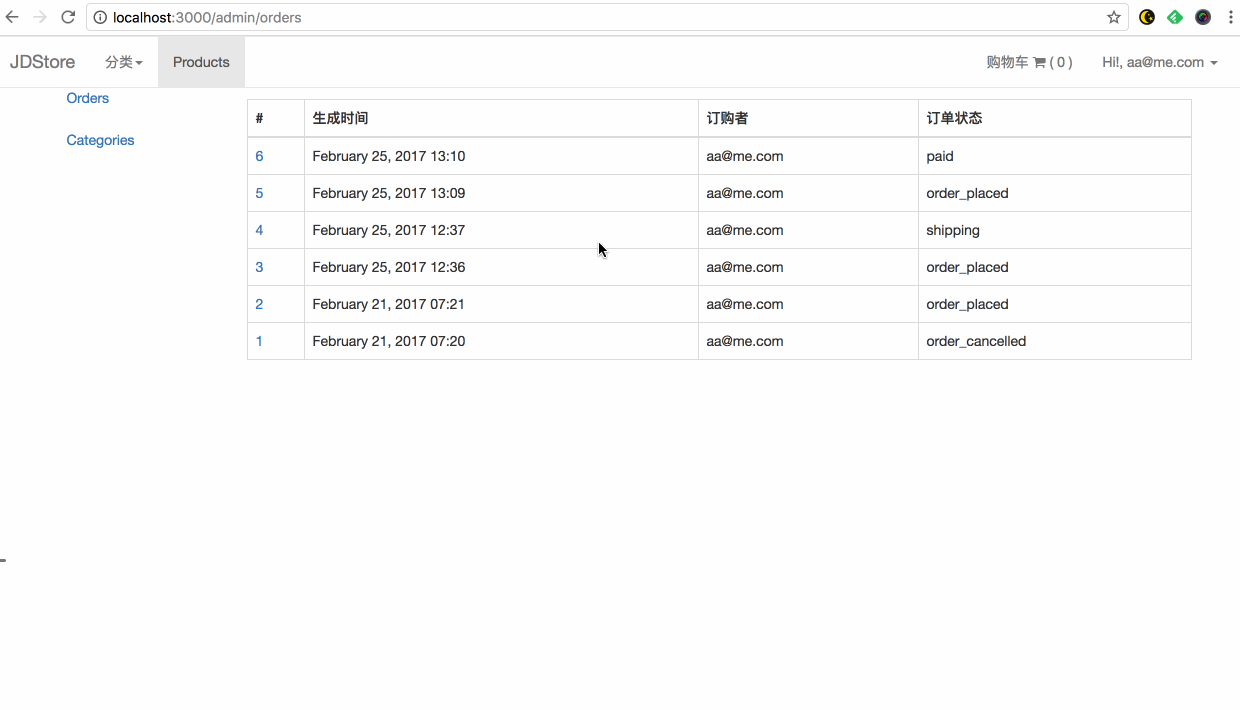 localhost:3000/admin/orders
JDStore 分类 Products 购物车 ( 0 ) Hi!, aa@me.com
Orders
Categories
# 生成时间 订购者 订单状态
6 February 25, 2017 13:10 aa@me.com paid
5 February 25, 2017 13:09 aa@me.com order_placed
4 February 25, 2017 12:37 aa@me.com shipping
3 February 25, 2017 12:36 aa@me.com order_placed
2 February 21, 2017 07:21 aa@me.com order_placed
1 February 21, 2017 07:20 aa@me.com order_cancelled